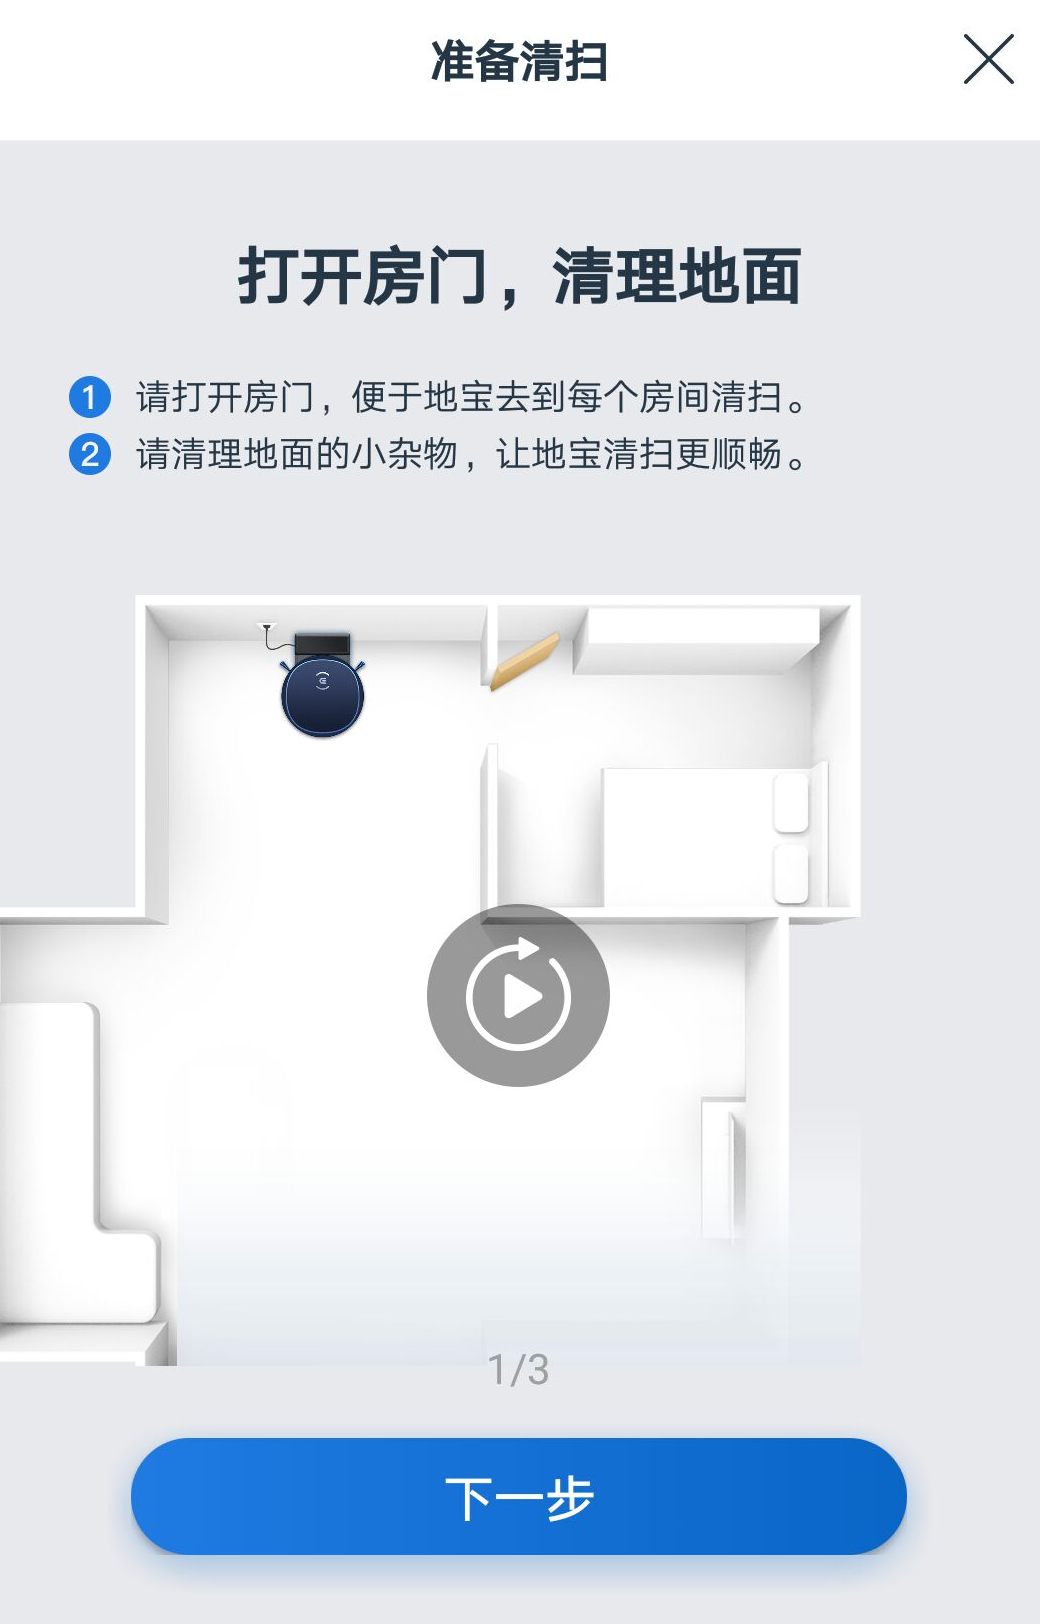 准备清扫
打开房门，清理地面
1 请打开房门，便于地宝去到每个房间清扫。
2 请清理地面的小杂物，让地宝清扫更顺畅。
1/3
下一步